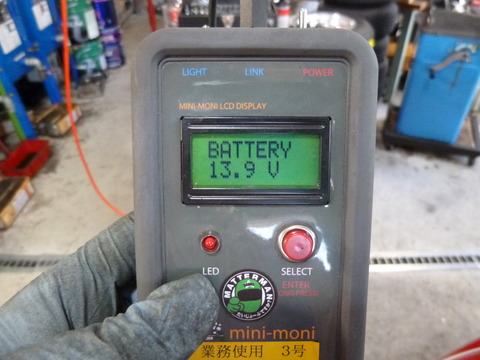 LIGHT LINK POWER
MINI-MONI LCD DISPLAY
BATTERY
13.9 V
LED SELECT
ENTER
MATTERMAN
mini-moni
業務使用 3号